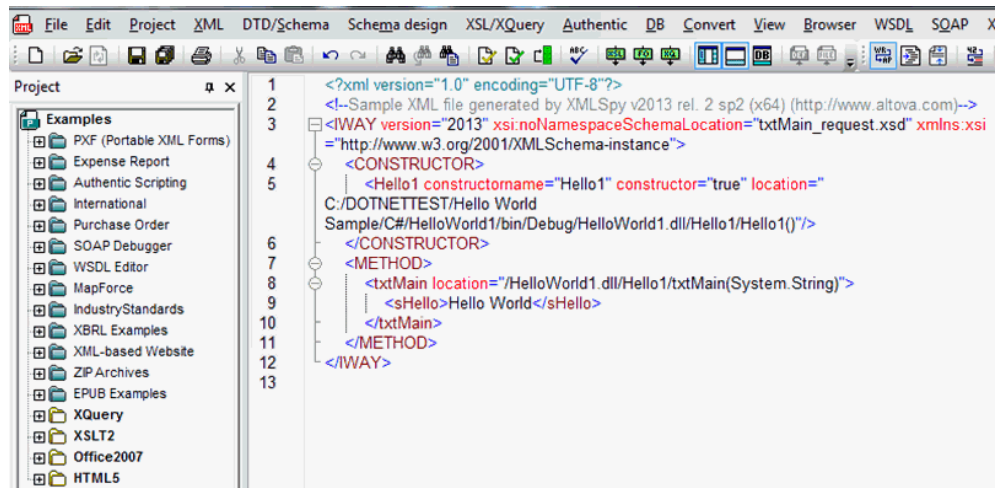 File Edit Project XML DTD/Schema Schema design XSL/XQuery Authentic DB Convert View Browser WSDL SOAP X
Project
Examples
PXF (Portable XML Forms)
Expense Report
Authentic Scripting
International
Purchase Order
SOAP Debugger
WSDL Editor
MapForce
IndustryStandards
XBRL Examples
XML-based Website
ZIP Archives
EPUB Examples
XQuery
XSLT2
Office2007
HTML5
1 <?xml version="1.0" encoding="UTF-8"?>
2 <!--Sample XML file generated by XMLSpy v2013 rel. 2 sp2 (x64) (http://www.altova.com)-->
3 <IWAY version="2013" xsi:noNamespaceSchemaLocation="txtMain_request.xsd" xmlns:xsi
="http://www.w3.org/2001/XMLSchema-instance">
4 <CONSTRUCTOR>
5 <Hello1 constructorname="Hello1" constructor="true" location="
C:/DOTNETTEST/Hello World
Sample/C#/HelloWorld1/bin/Debug/HelloWorld1.dll/Hello1/Hello1()"/>
6 </CONSTRUCTOR>
7 <METHOD>
8 <txtMain location="/HelloWorld1.dll/Hello1/txtMain(System.String)">
9 <sHello>Hello World</sHello>
10 </txtMain>
11 </METHOD>
12 </IWAY>
13